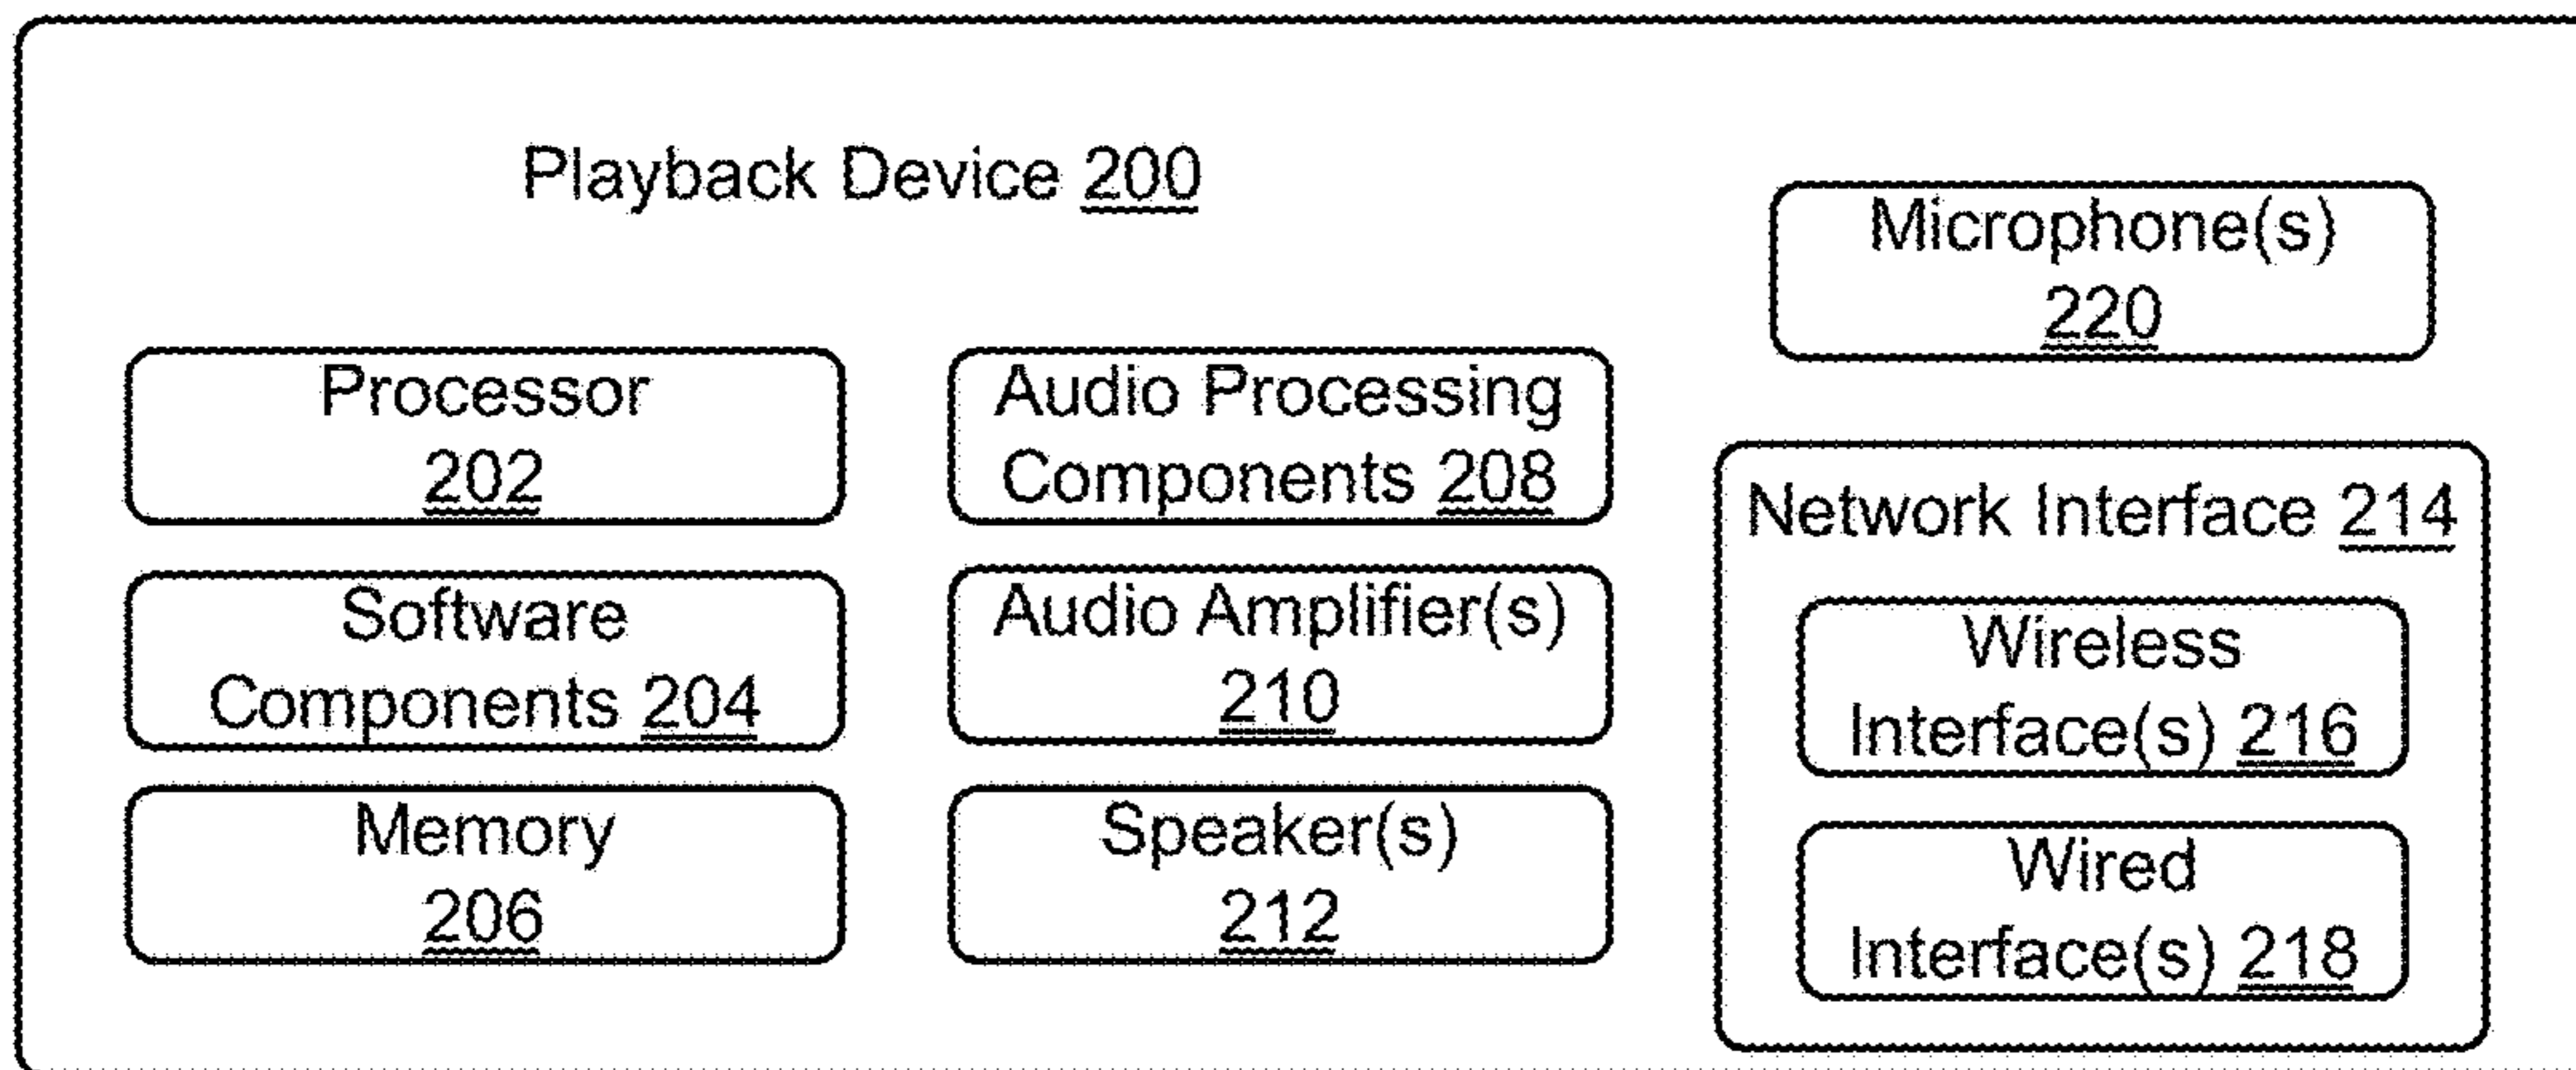 Playback Device 200
Microphone(s)
220
Processor
202
Audio Processing
Components 208
Network Interface 214
Software
Components 204
Audio Amplifier(s)
210
Wireless
Interface(s) 216
Memory
206
Speaker(s)
212
Wired
Interface(s) 218